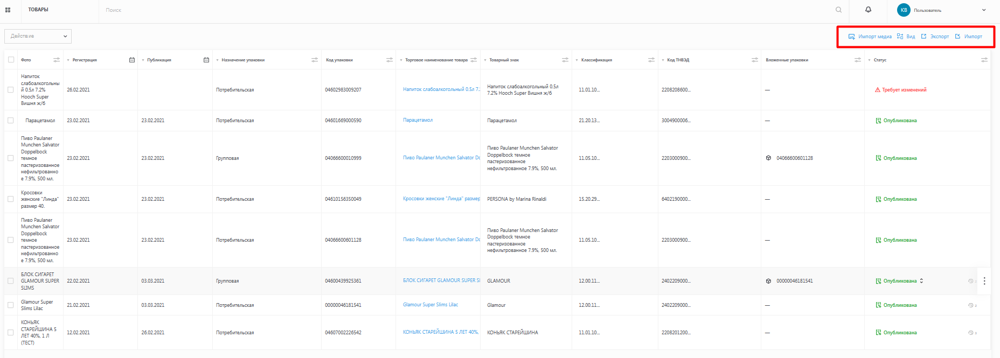 ТОВАРЫ
Поиск
КВ
Пользователь
Действие
Импорт медиа
Вид
Экспорт
Импорт
Фото
Регистрация
Публикация
Назначение упаковки
Код упаковки
Торговое наименование товара
Товарный знак
Классификация
Код ТНВЭД
Вложенные упаковки
Статус
Напиток
слабоалкогольны
й 0.5л 7.2%
Hooch Super
Вишня ж/б
26.02.2021
Потребительская
04602983009207
Напиток слабоалкогольный 0.5л 7.2
Напиток слабоалкогольный 0.5л
7.2% Hooch Super Вишня ж/б
11.01.10...
2208208600...
—
Требует изменений
Парацетамол
23.02.2021
23.02.2021
Потребительская
04601669000590
Парацетамол
Парацетамол
21.20.13...
3004900006...
—
Опубликована
Пиво Paulaner
Munchen Salvator
Doppelbock
темное
пастеризованное
нефильтрованно
е 7.9%, 500 мл.
23.02.2021
23.02.2021
Групповая
04066600010999
Пиво Paulaner Munchen Salvator Do
Пиво Paulaner Munchen Salvator
Doppelbock темное
пастеризованное
нефильтрованное 7.9%, 500 мл.
11.05.10...
2203000900...
04066600601128
Опубликована
Кросовки
женские "Линда"
размер 40.
23.02.2021
23.02.2021
Потребительская
04610156350049
Кросовки женские "Линда" размер
PERSONA by Marina Rinaldi
15.20.29...
6402190000...
—
Опубликована
Пиво Paulaner
Munchen Salvator
Doppelbock
темное
пастеризованное
нефильтрованно
е 7.9%, 500 мл.
23.02.2021
23.02.2021
Потребительская
04066600601128
Пиво Paulaner Munchen Salvator Do
Пиво Paulaner Munchen Salvator
Doppelbock темное
пастеризованное
нефильтрованное 7.9%, 500 мл.
11.05.10...
2203000900...
—
Опубликована
БЛОК СИГАРЕТ
GLAMOUR SUPER
SLIMS
22.02.2021
03.03.2021
Групповая
04600439925361
БЛОК СИГАРЕТ GLAMOUR SUPER SI
GLAMOUR
12.00.11...
2402209000...
00000046181541
Опубликована
Glamour Super
Slims Lilac
21.02.2021
03.03.2021
Потребительская
00000046181541
Glamour Super Slims Lilac
Glamour
12.00.11...
2402209000...
—
Опубликована
2
КОНЬЯК
СТАРЕЙШИНА 5
ЛЕТ 40%, 1 Л
(ТЕСТ)
12.02.2021
26.02.2021
Потребительская
04607002226542
КОНЬЯК СТАРЕЙШИНА 5 ЛЕТ 40%,
КОНЬЯК СТАРЕЙШИНА
11.01.10...
2208201200...
—
Опубликована
3